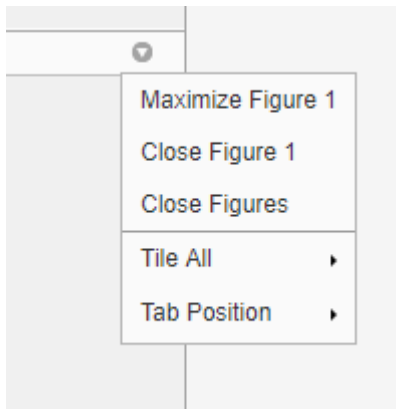 Maximize Figure 1
Close Figure 1
Close Figures
Tile All
Tab Position